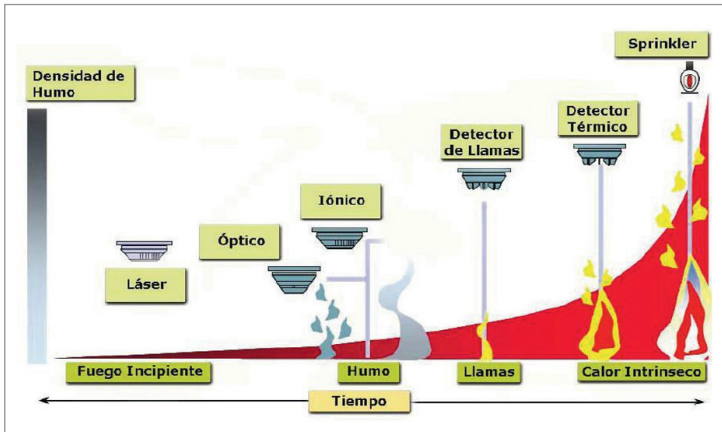 Sprinkler
Densidad de
Humo
Detector
Térmico
Detector
de Llamas
Iónico
Óptico
Láser
Fuego Incipiente
Humo
Llamas
Calor Intrinseco
Tiempo